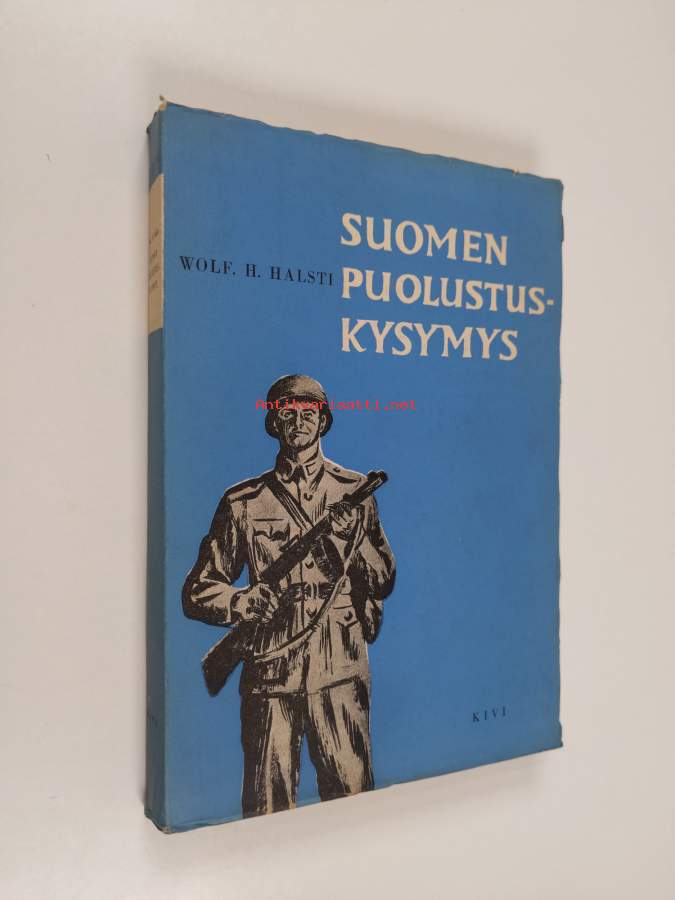 SUOMEN
WOLF. H. HALSTI
PUOLUSTUS-
KYSYMYS
Antikvariaatti.net
KIVI